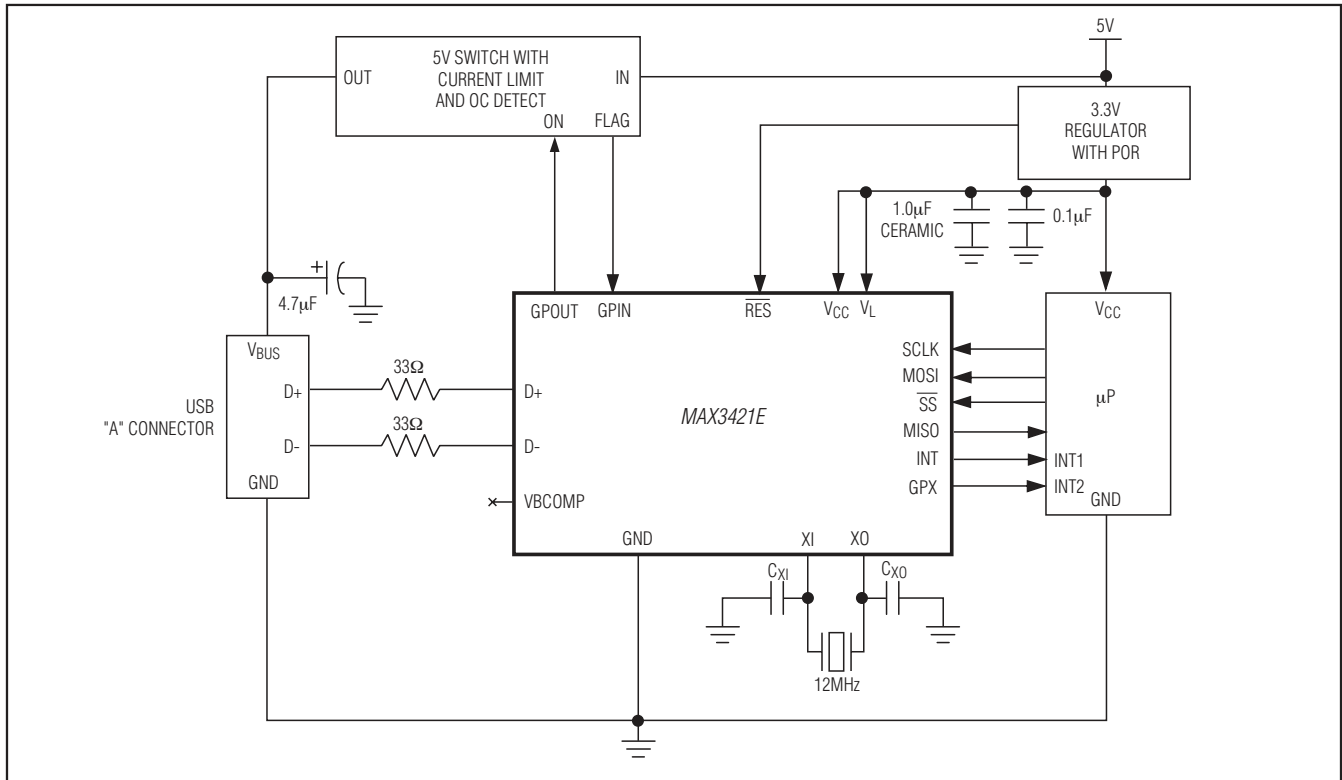 5V
5V SWITCH WITH
CURRENT LIMIT
AND OC DETECT
OUT
IN
ON
FLAG
3.3V
REGULATOR
WITH POR
1.0μF
CERAMIC
0.1μF
+
4.7μF
GPOUT
GPIN
RES
VCC
VL
VCC
VBUS
D+
D-
GND
USB
"A" CONNECTOR
33Ω
33Ω
D+
D-
VBCOMP
MAX3421E
SCLK
MOSI
SS
MISO
INT
GPX
μP
INT1
INT2
GND
GND
XI
XO
CXI
CXO
12MHz